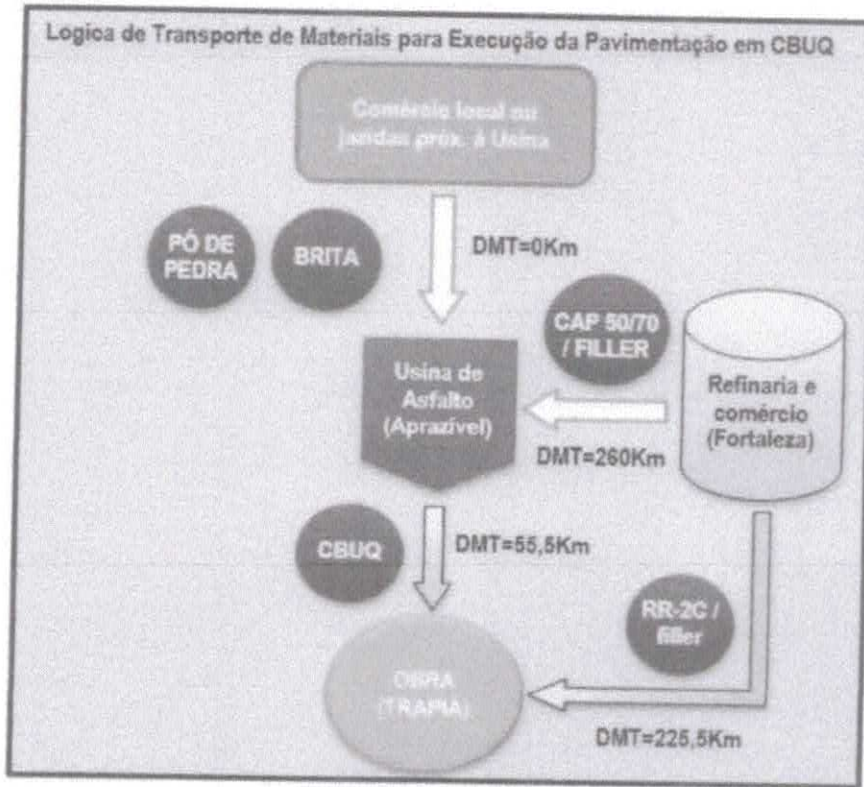 Logica de Transporte de Materiais para Execução da Pavimentação em CBUQ
Comércio local ou
jazidas próx. à Usina
PÓ DE
PEDRA
BRITA
DMT=0Km
CAP 50/70
/ FILLER
Usina de
Asfalto
(Aprazível)
Refinaria e
comércio
(Fortaleza)
DMT=260Km
CBUQ
DMT=55,5Km
RR-2C /
filler
OBRA
(TRAPIA)
DMT=225,5Km